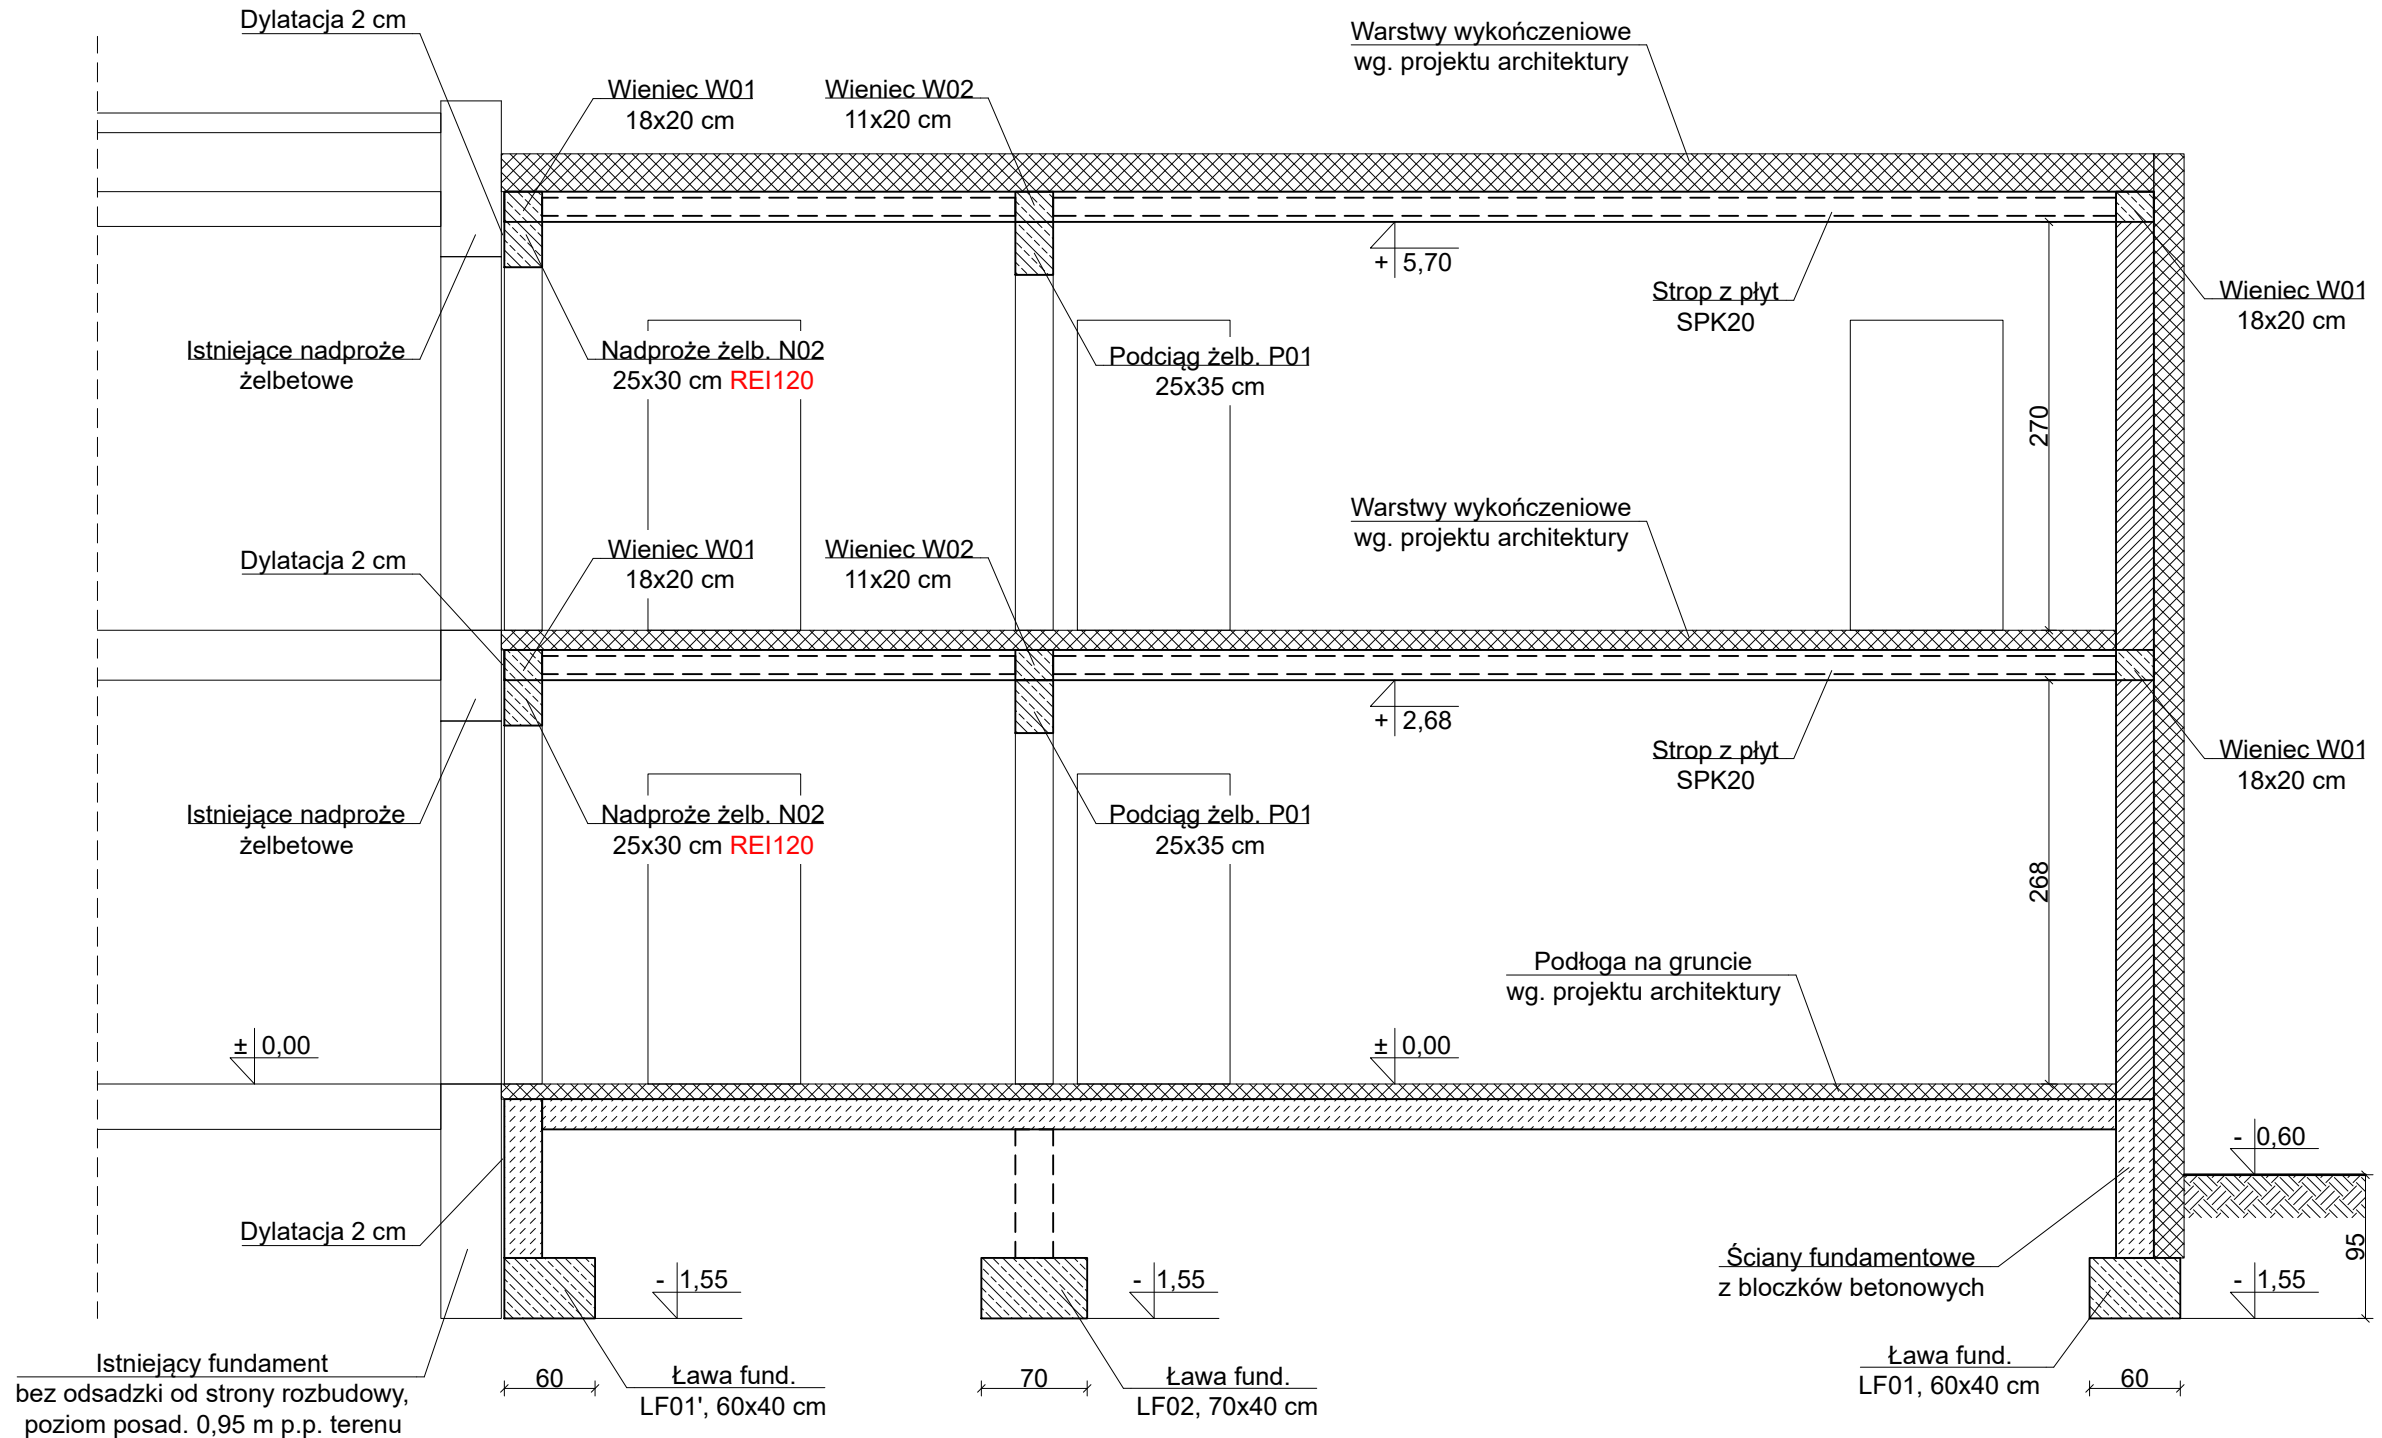 Dylatacja 2 cm
Warstwy wykończeniowe
wg. projektu architektury
Wieniec W01
18x20 cm
Wieniec W02
11x20 cm
+ 5,70
Strop z płyt
SPK20
Wieniec W01
18x20 cm
Istniejące nadproże
żelbetowe
Nadproże żelb. N02
25x30 cm REI120
Podciąg żelb. P01
25x35 cm
270
Warstwy wykończeniowe
wg. projektu architektury
Dylatacja 2 cm
Wieniec W01
18x20 cm
Wieniec W02
11x20 cm
+ 2,68
Strop z płyt
SPK20
Wieniec W01
18x20 cm
Istniejące nadproże
żelbetowe
Nadproże żelb. N02
25x30 cm REI120
Podciąg żelb. P01
25x35 cm
268
Podłoga na gruncie
wg. projektu architektury
± 0,00
± 0,00
- 0,60
Dylatacja 2 cm
Ściany fundamentowe
z bloczków betonowych
95
- 1,55
- 1,55
- 1,55
Istniejący fundament
bez odsadzki od strony rozbudowy,
poziom posad. 0,95 m p.p. terenu
60
Ława fund.
LF01', 60x40 cm
70
Ława fund.
LF02, 70x40 cm
Ława fund.
LF01, 60x40 cm
60